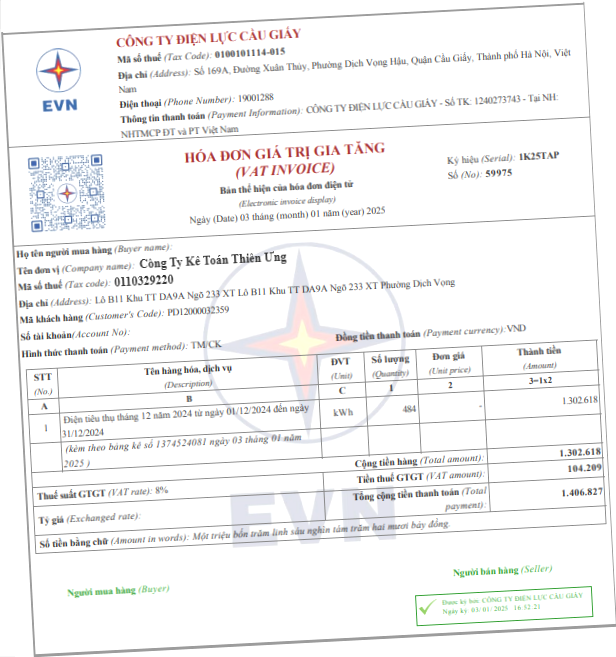 CÔNG TY ĐIỆN LỰC CẦU GIẤY
Mã số thuế (Tax Code): 0100101114-015
Địa chỉ (Address): Số 169A, Đường Xuân Thủy, Phường Dịch Vọng Hậu, Quận Cầu Giấy, Thành phố Hà Nội, Việt
Nam
Điện thoại (Phone Number): 19001288
Thông tin thanh toán (Payment Information): CÔNG TY ĐIỆN LỰC CẦU GIẤY - Số TK: 1240273743 - Tại NH:
NHTMCP ĐT và PT Việt Nam
EVN
HÓA ĐƠN GIÁ TRỊ GIA TĂNG
(VAT INVOICE)
Bản thể hiện của hóa đơn điện tử
(Electronic invoice display)
Ngày (Date) 03 tháng (month) 01 năm (year) 2025
Ký hiệu (Serial): 1K25TAP
Số (No): 59975
Họ tên người mua hàng (Buyer name):
Tên đơn vị (Company name): Công Ty Kế Toán Thiên Ưng
Mã số thuế (Tax code): 0110329220
Địa chỉ (Address): Lô B11 Khu TT DA9A Ngõ 233 XT Lô B11 Khu TT DA9A Ngõ 233 XT Phường Dịch Vọng
Mã khách hàng (Customer's Code): PD12000032359
Số tài khoản(Account No):
Hình thức thanh toán (Payment method): TM/CK
Đồng tiền thanh toán (Payment currency):VND
STT (No.) Tên hàng hóa, dịch vụ (Description) ĐVT (Unit) Số lượng (Quantity) Đơn giá (Unit price) Thành tiền (Amount)
A B C 1 2 3=1x2
1 Điện tiêu thụ tháng 12 năm 2024 từ ngày 01/12/2024 đến ngày 31/12/2024 kWh 484 - 1.302.618
(kèm theo bảng kê số 1374524081 ngày 03 tháng 01 năm
2025 )
Cộng tiền hàng (Total amount): 1.302.618
Thuế suất GTGT (VAT rate): 8% Tiền thuế GTGT (VAT amount): 104.209
Tỷ giá (Exchanged rate): Tổng cộng tiền thanh toán (Total payment): 1.406.827
Số tiền bằng chữ (Amount in words): Một triệu bốn trăm linh sáu nghìn tám trăm hai mươi bảy đồng.
EVN
Người mua hàng (Buyer)
Người bán hàng (Seller)
Được ký bởi: CÔNG TY ĐIỆN LỰC CẦU GIẤY
Ngày ký: 03/ 01/ 2025 16:52:21